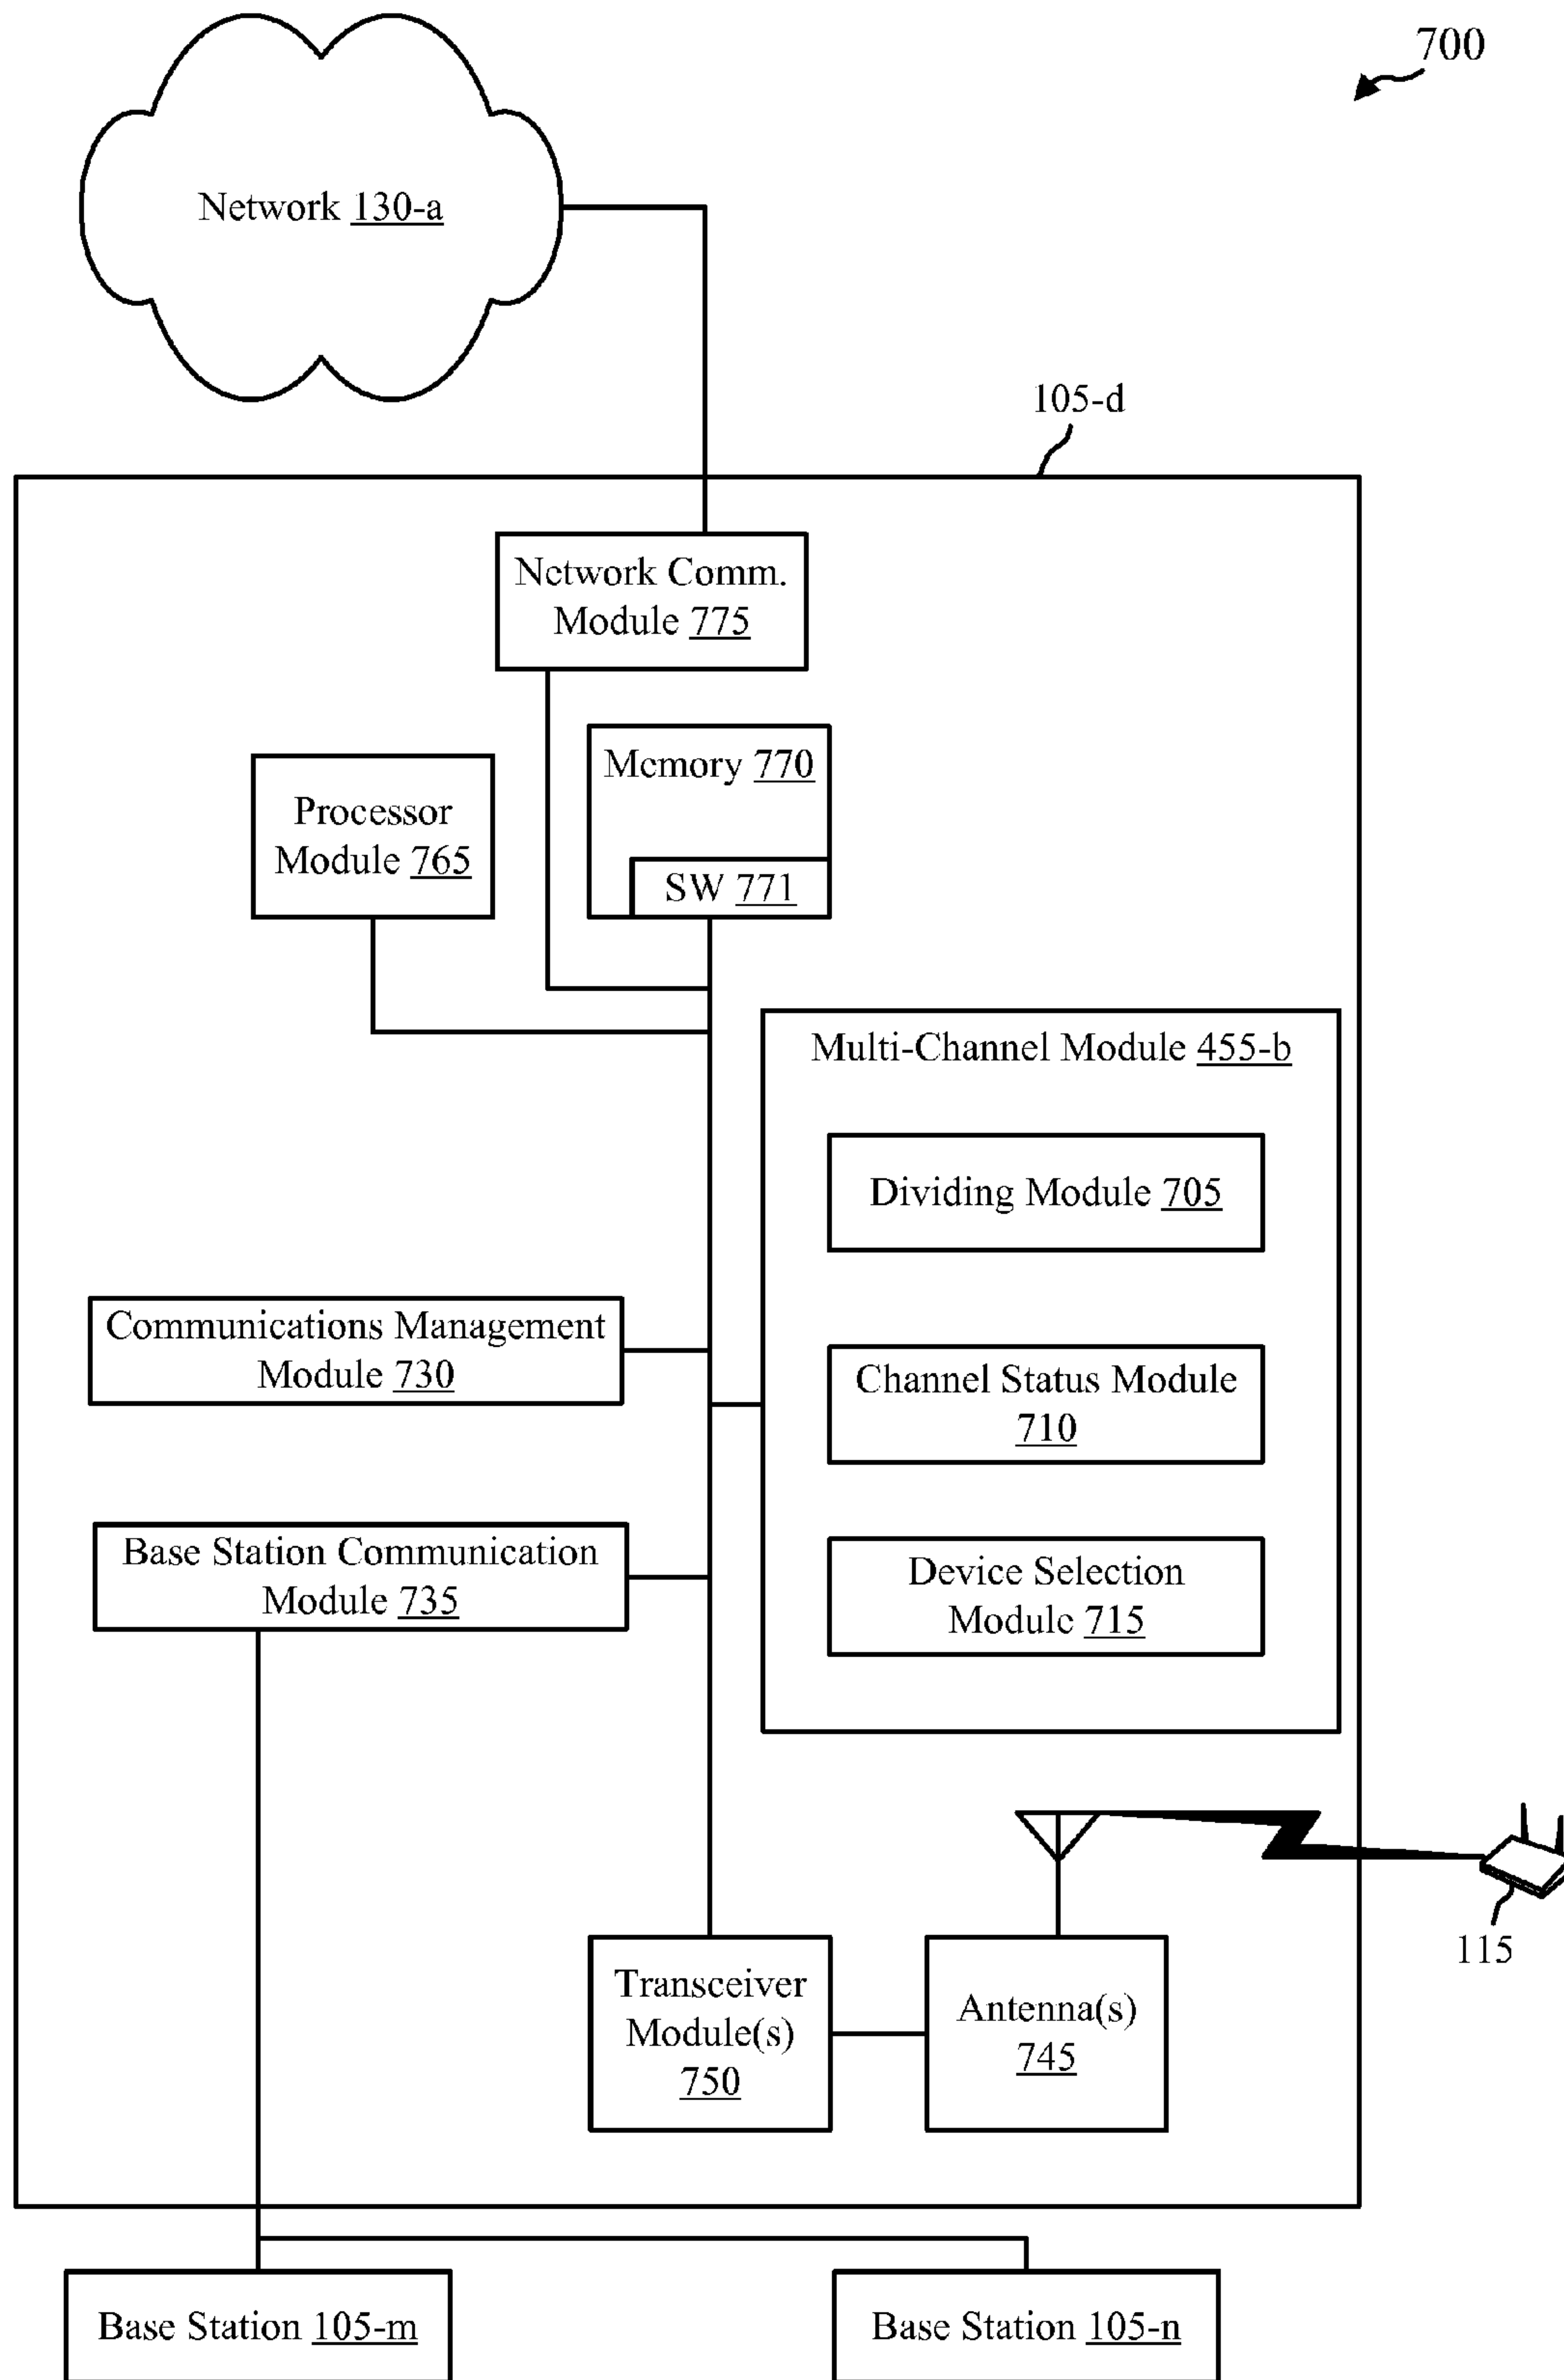 700
Network 130-a
105-d
Network Comm.
Module 775
Memory 770
Processor
Module 765
SW 771
Multi-Channel Module 455-b
Dividing Module 705
Communications Management
Module 730
Channel Status Module
710
Base Station Communication
Module 735
Device Selection
Module 715
115
Transceiver
Module(s)
750
Antenna(s)
745
Base Station 105-m
Base Station 105-n